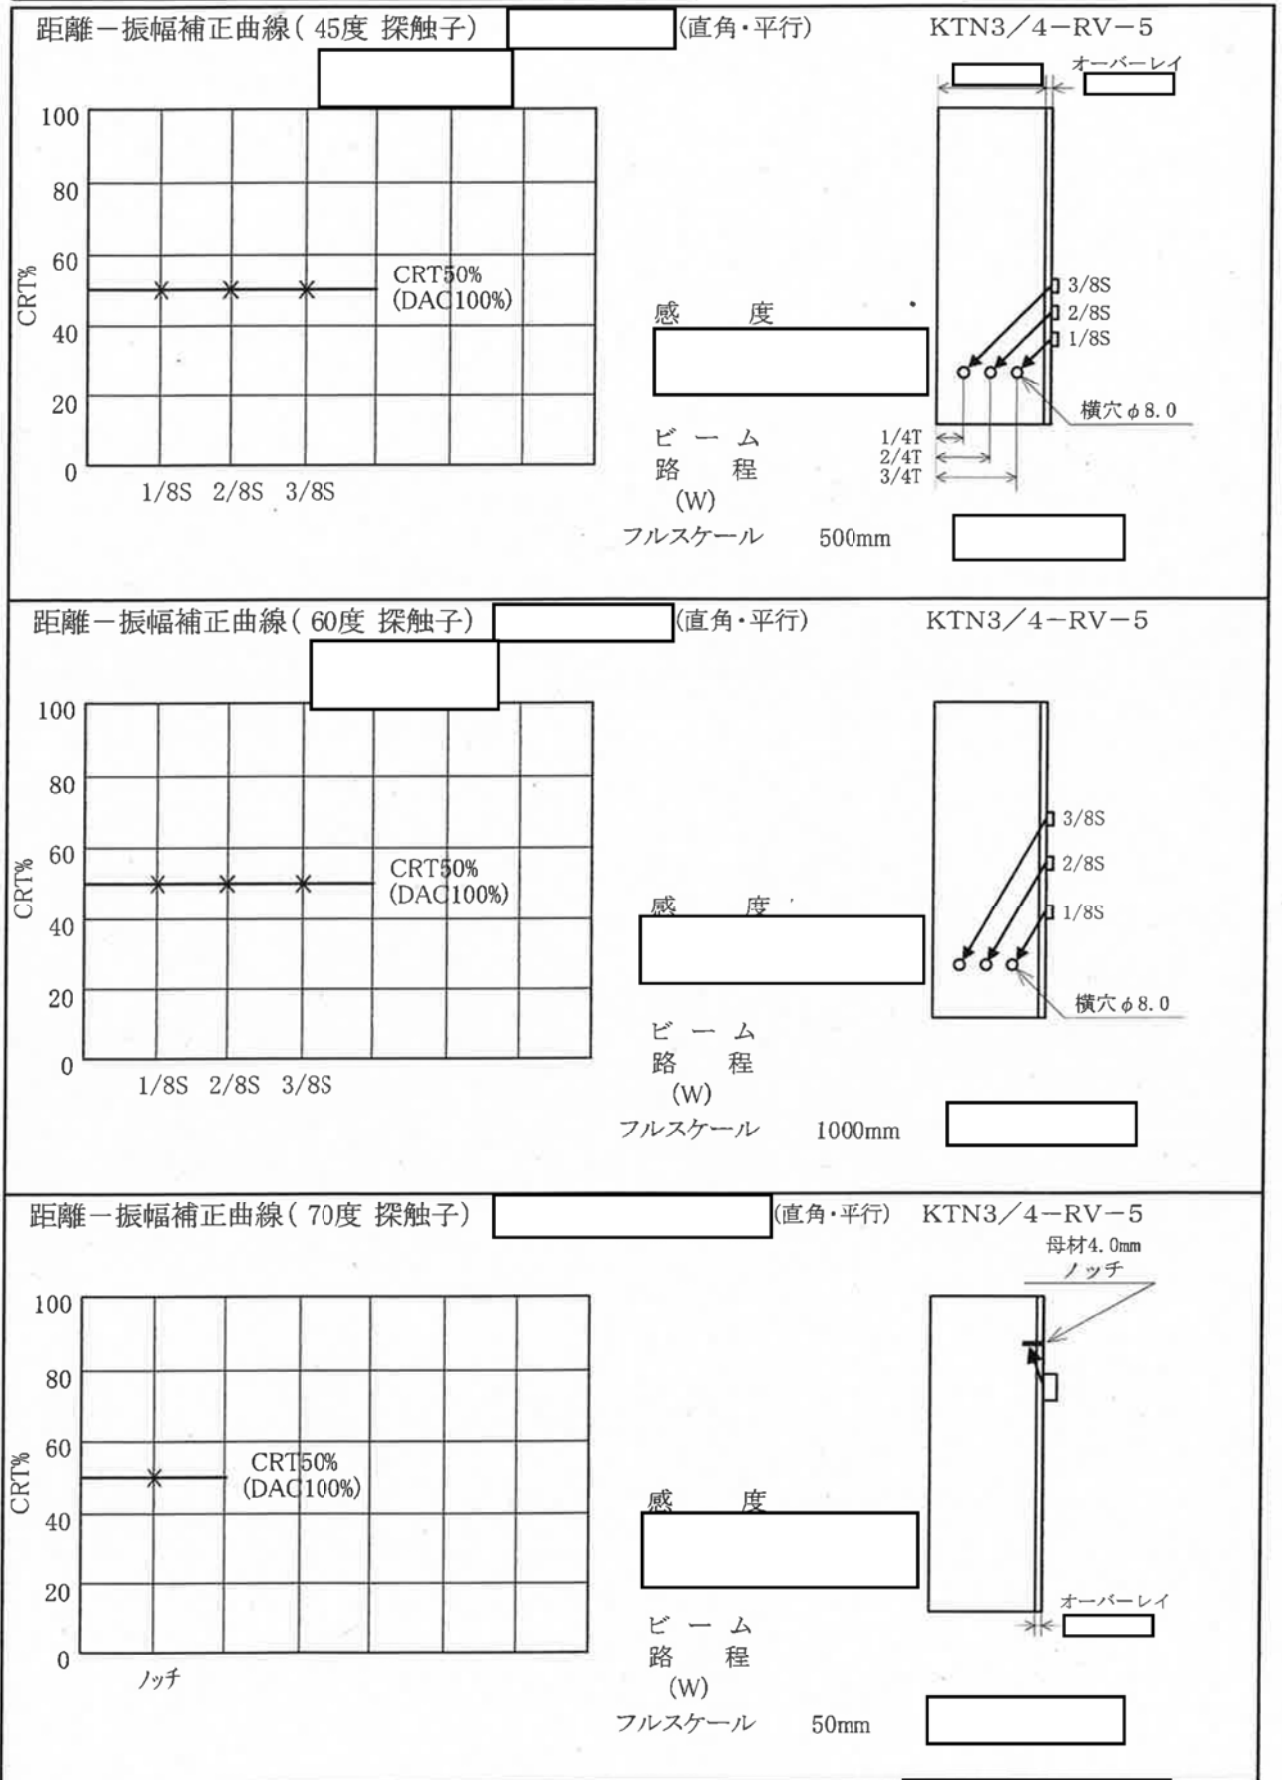 距離－振幅補正曲線( 45度 探触子)
(直角・平行)
KTN3／4－RV－5
オーバーレイ
100
80
60
40
20
0
CRT%
CRT50%
(DAC100%)
1/8S 2/8S 3/8S
感 度
ビ ー ム
路 程
(W)
フルスケール 500mm
3/8S
2/8S
1/8S
横穴φ8.0
1/4T
2/4T
3/4T
距離－振幅補正曲線( 60度 探触子)
(直角・平行)
KTN3／4－RV－5
100
80
60
40
20
0
CRT%
CRT50%
(DAC100%)
1/8S 2/8S 3/8S
感 度
ビ ー ム
路 程
(W)
フルスケール 1000mm
3/8S
2/8S
1/8S
横穴φ8.0
距離－振幅補正曲線( 70度 探触子)
(直角・平行)
KTN3／4－RV－5
母材4.0mm
ノッチ
100
80
60
40
20
0
CRT%
CRT50%
(DAC100%)
ノッチ
感 度
ビ ー ム
路 程
(W)
フルスケール 50mm
オーバーレイ